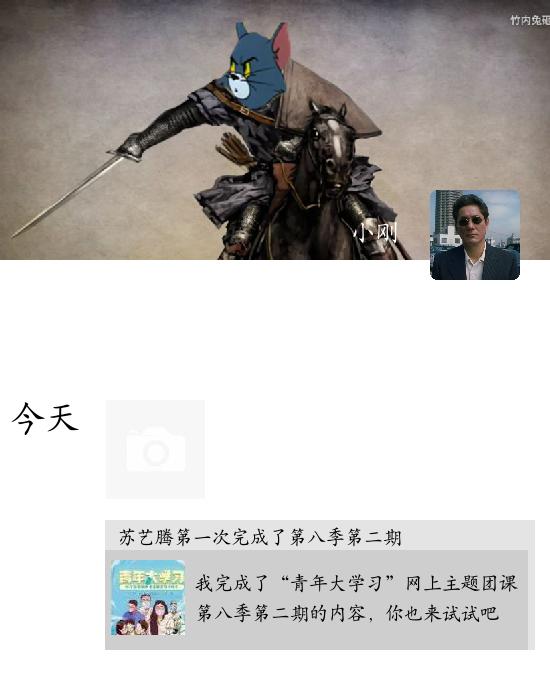 竹内兔砸
小刚
今天
苏艺腾第一次完成了第八季第二期
青年大学习
我完成了“青年大学习”网上主题团课
第八季第二期的内容，你也来试试吧